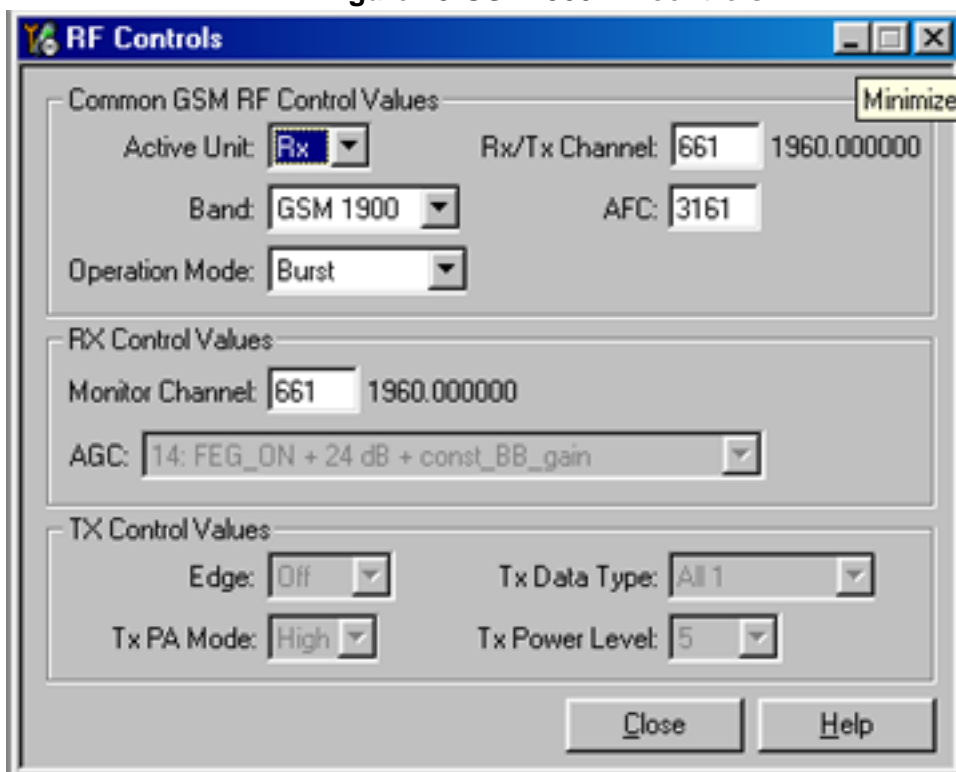 RF Controls
Minimize
Common GSM RF Control Values
Active Unit: Rx Rx/Tx Channel: 661 1960.000000
Band: GSM 1900 AFC: 3161
Operation Mode: Burst
RX Control Values
Monitor Channel: 661 1960.000000
AGC: 14: FEG_ON + 24 dB + const_BB_gain
TX Control Values
Edge: Off Tx Data Type: All 1
Tx PA Mode: High Tx Power Level: 5
Close Help